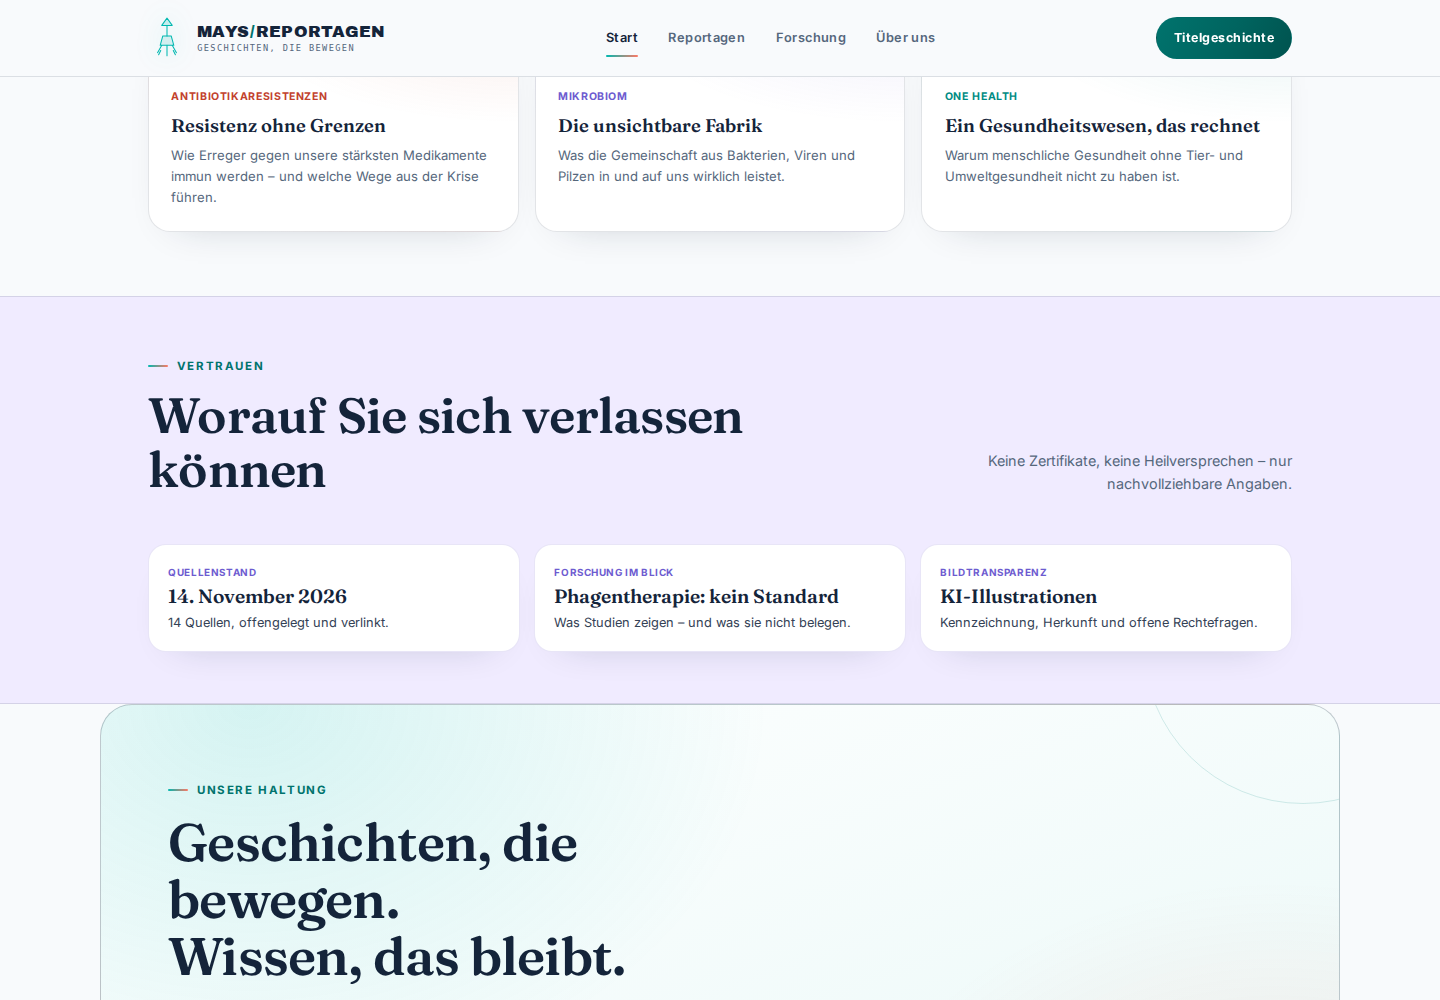 MAYS/REPORTAGEN
GESCHICHTEN, DIE BEWEGEN
Start
Reportagen
Forschung
Über uns
Titelgeschichte
ANTIBIOTIKARESISTENZEN
Resistenz ohne Grenzen
Wie Erreger gegen unsere stärksten Medikamente
immun werden – und welche Wege aus der Krise
führen.
MIKROBIOM
Die unsichtbare Fabrik
Was die Gemeinschaft aus Bakterien, Viren und
Pilzen in und auf uns wirklich leistet.
ONE HEALTH
Ein Gesundheitswesen, das rechnet
Warum menschliche Gesundheit ohne Tier- und
Umweltgesundheit nicht zu haben ist.
VERTRAUEN
Worauf Sie sich verlassen
können
Keine Zertifikate, keine Heilversprechen – nur
nachvollziehbare Angaben.
QUELLENSTAND
14. November 2026
14 Quellen, offengelegt und verlinkt.
FORSCHUNG IM BLICK
Phagentherapie: kein Standard
Was Studien zeigen – und was sie nicht belegen.
BILDTRANSPARENZ
KI-Illustrationen
Kennzeichnung, Herkunft und offene Rechtefragen.
UNSERE HALTUNG
Geschichten, die
bewegen.
Wissen, das bleibt.